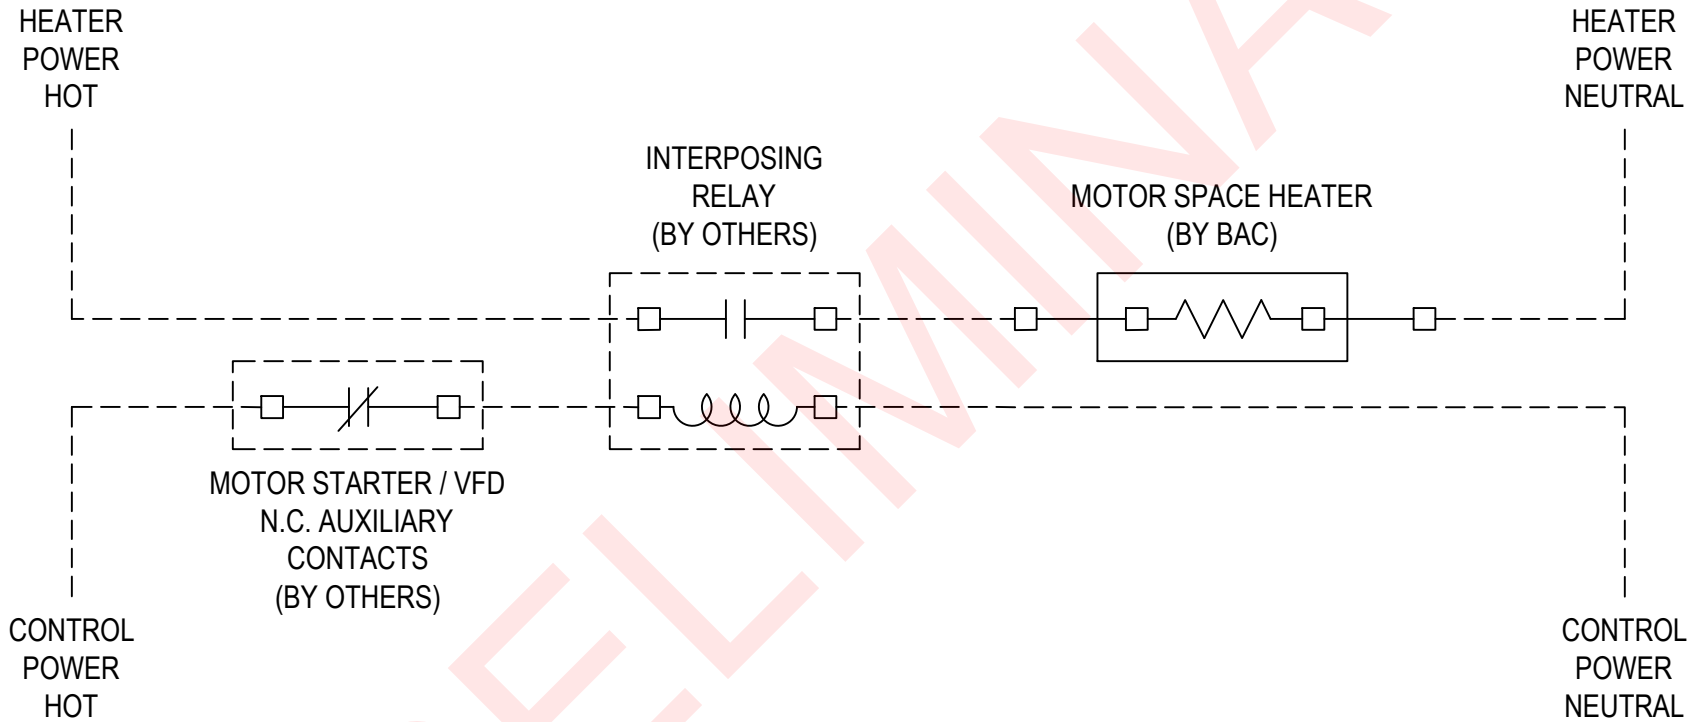 HEATER
POWER
HOT
HEATER
POWER
NEUTRAL
INTERPOSING
RELAY
(BY OTHERS)
MOTOR SPACE HEATER
(BY BAC)
MOTOR STARTER / VFD
N.C. AUXILIARY
CONTACTS
(BY OTHERS)
CONTROL
POWER
HOT
CONTROL
POWER
NEUTRAL
ELIMINA